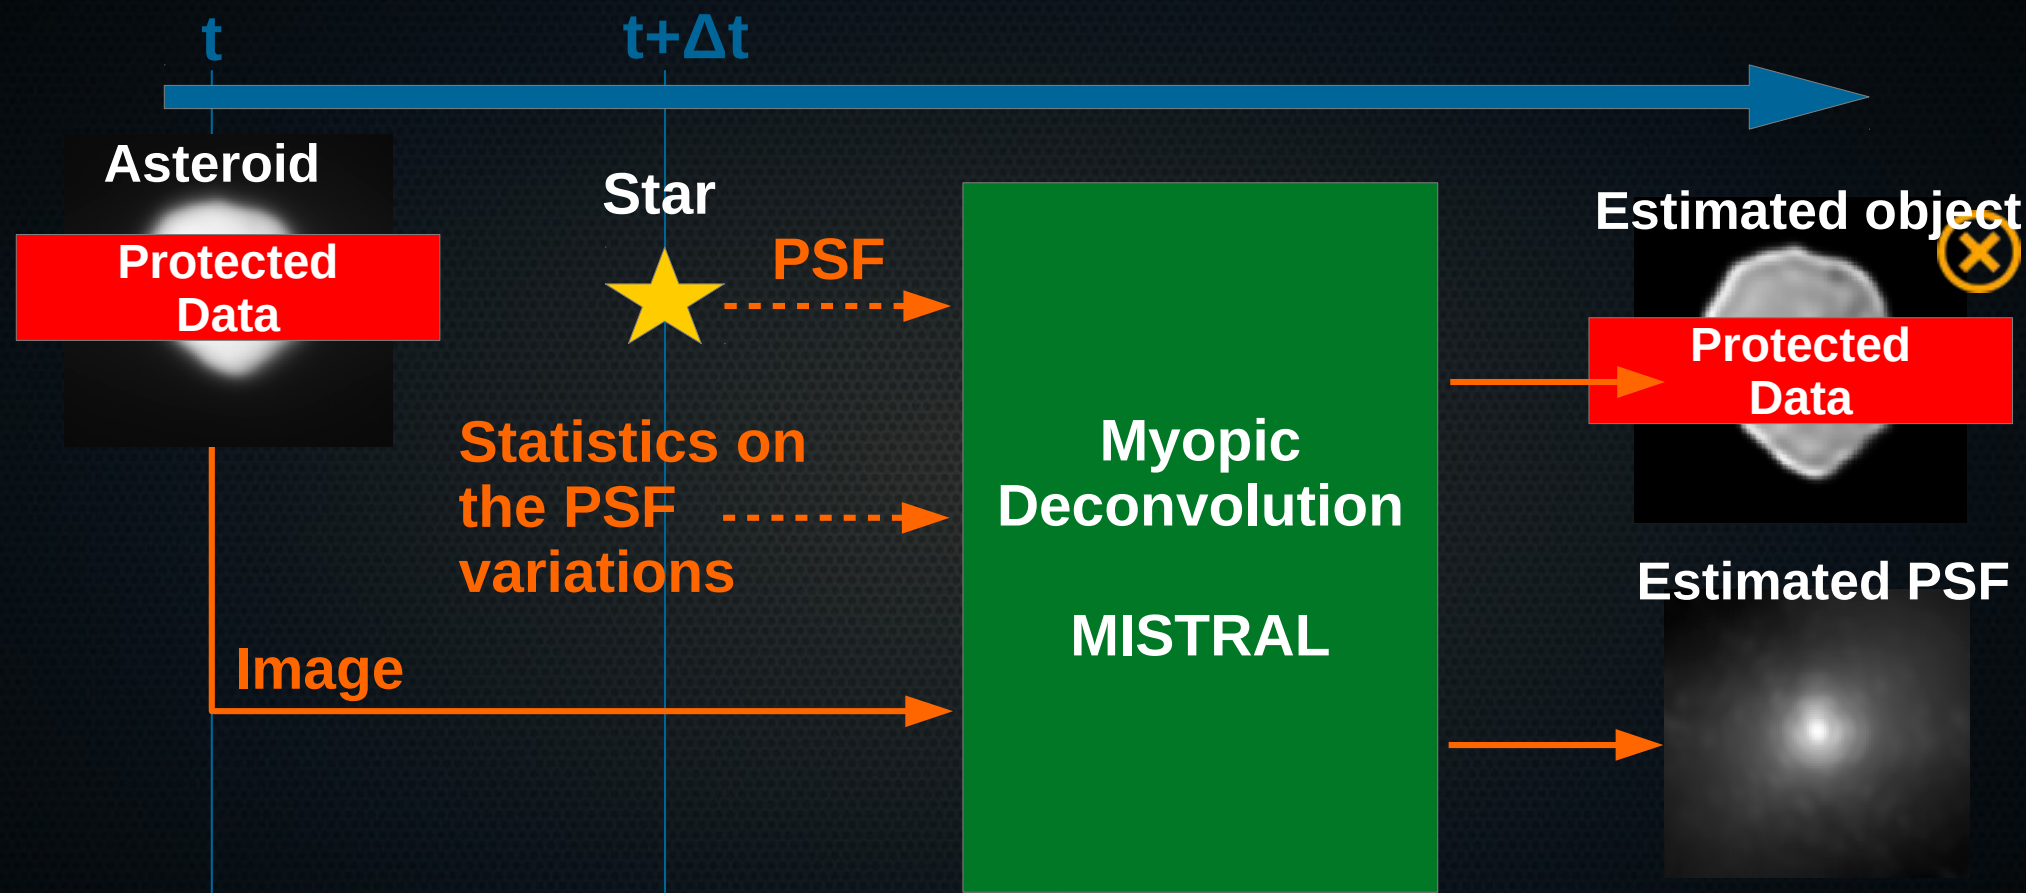 t
t+Δt
Asteroid
Protected
Data
Star
PSF
Statistics on
the PSF
variations
Image
Myopic
Deconvolution
MISTRAL
Estimated object
Protected
Data
Estimated PSF